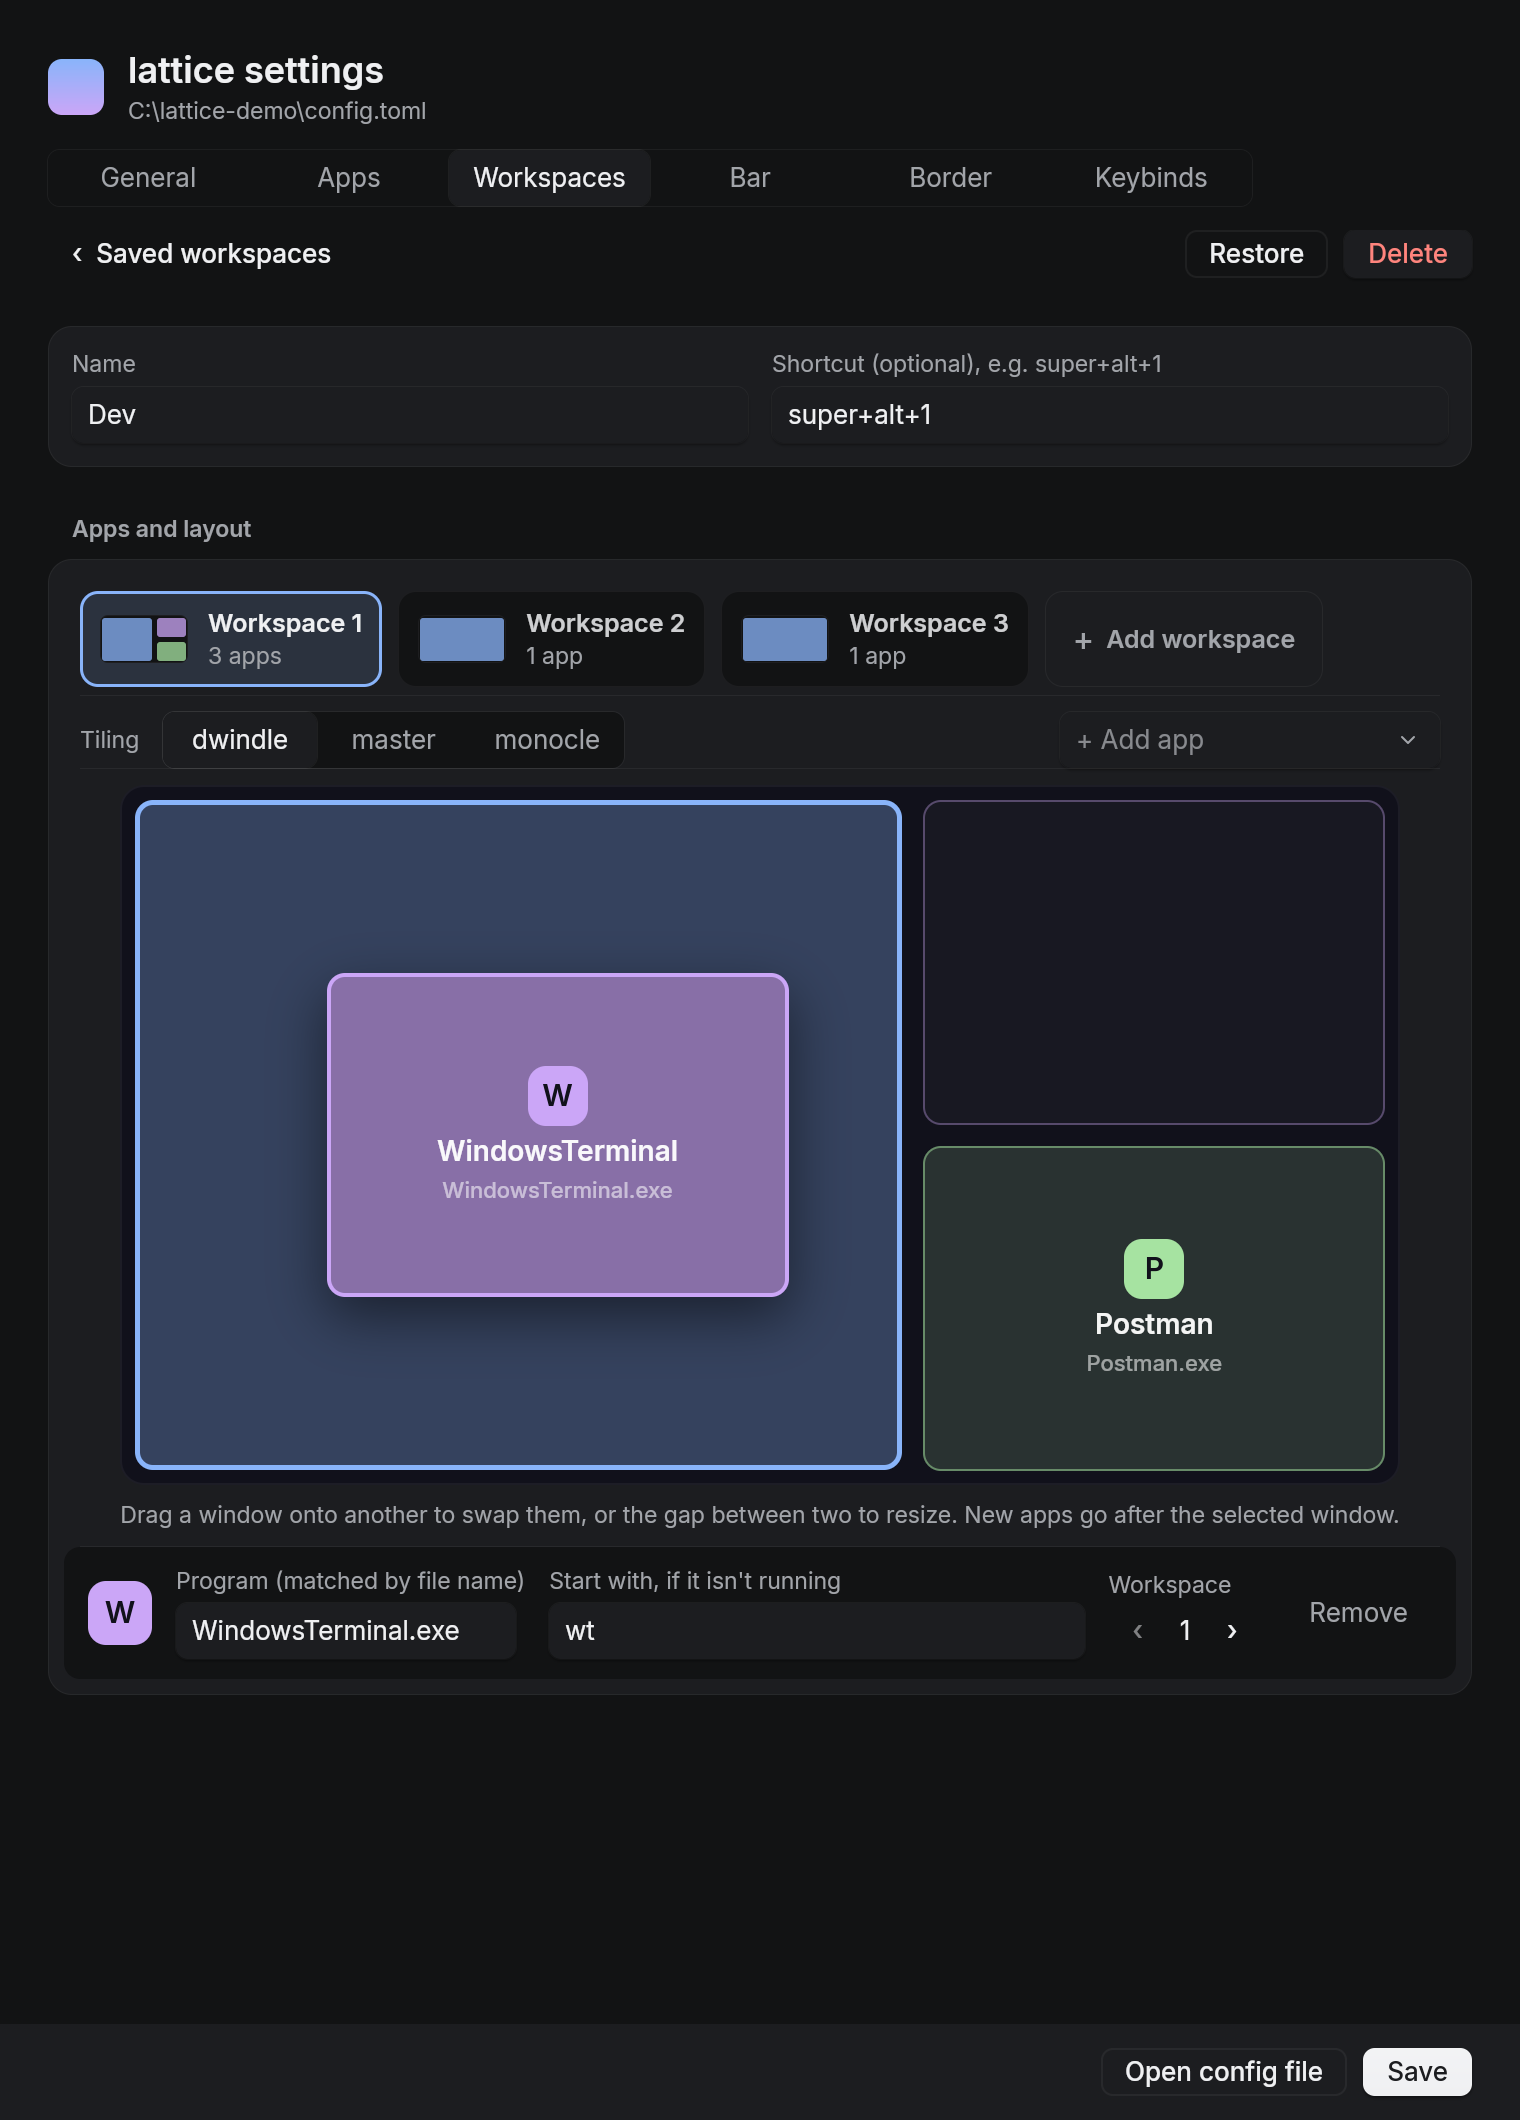 lattice settings
C:\lattice-demo\config.toml
General Apps Workspaces Bar Border Keybinds
‹ Saved workspaces Restore Delete
Name Shortcut (optional), e.g. super+alt+1
Dev super+alt+1
Apps and layout
Workspace 1 Workspace 2 Workspace 3 + Add workspace
3 apps 1 app 1 app
Tiling dwindle master monocle + Add app
W
WindowsTerminal
WindowsTerminal.exe
P
Postman
Postman.exe
Drag a window onto another to swap them, or the gap between two to resize. New apps go after the selected window.
Program (matched by file name) Start with, if it isn't running Workspace
W WindowsTerminal.exe wt ‹ 1 › Remove
Open config file Save